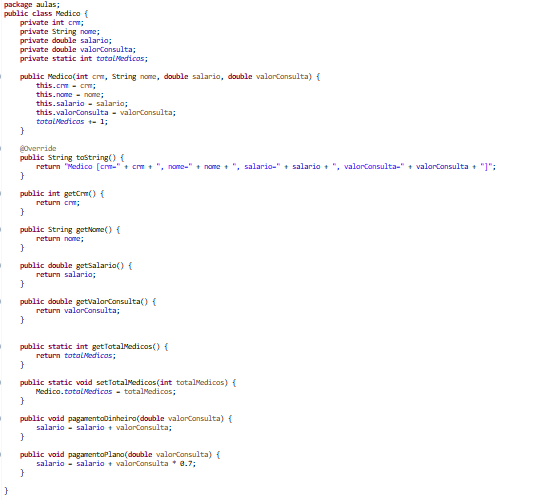 package aulas;
public class Medico {
    private int crm;
    private String nome;
    private double salario;
    private double valorConsulta;
    private static int totalMedicos;

    public Medico(int crm, String nome, double salario, double valorConsulta) {
        this.crm = crm;
        this.nome = nome;
        this.salario = salario;
        this.valorConsulta = valorConsulta;
        totalMedicos += 1;
    }

    @Override
    public String toString() {
        return "Medico [crm=" + crm + ", nome=" + nome + ", salario=" + salario + ", valorConsulta=" + valorConsulta + "]";
    }

    public int getCrm() {
        return crm;
    }

    public String getNome() {
        return nome;
    }

    public double getSalario() {
        return salario;
    }

    public double getValorConsulta() {
        return valorConsulta;
    }


    public static int getTotalMedicos() {
        return totalMedicos;
    }

    public static void setTotalMedicos(int totalMedicos) {
        Medico.totalMedicos = totalMedicos;
    }

    public void pagamentoDinheiro(double valorConsulta) {
        salario = salario + valorConsulta;
    }

    public void pagamentoPlano(double valorConsulta) {
        salario = salario + valorConsulta * 0.7;
    }

}